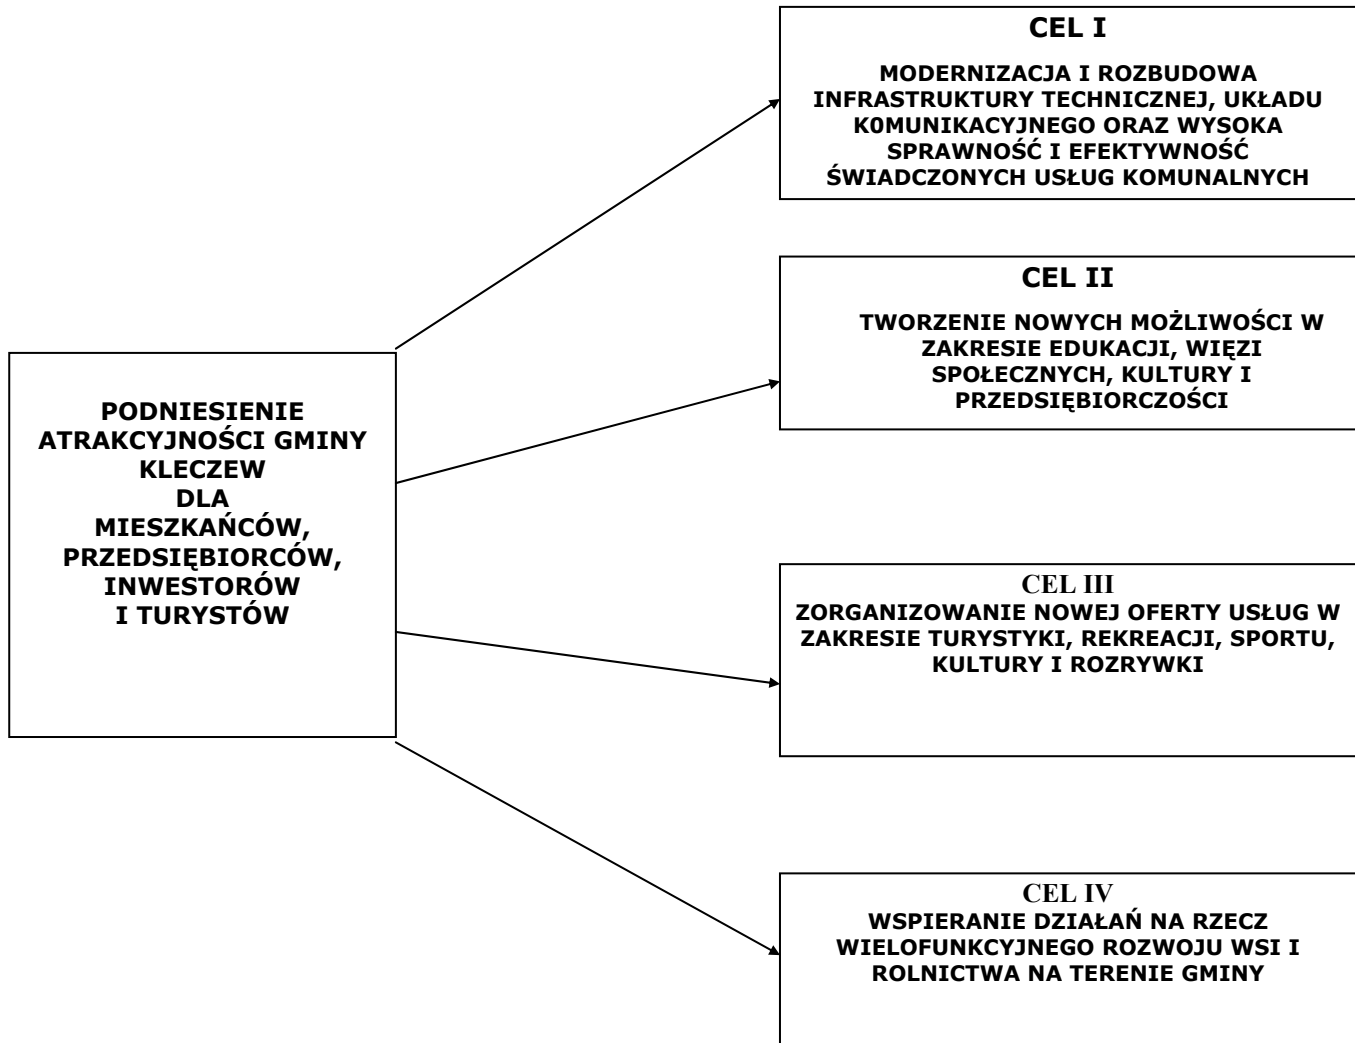 PODNIESIENIE
ATRAKCYJNOŚCI GMINY
KLECZEW
DLA
MIESZKAŃCÓW,
PRZEDSIĘBIORCÓW,
INWESTORÓW
I TURYSTÓW
CEL I
MODERNIZACJA I ROZBUDOWA
INFRASTRUKTURY TECHNICZNEJ, UKŁADU
K0MUNIKACYJNEGO ORAZ WYSOKA
SPRAWNOŚĆ I EFEKTYWNOŚĆ
ŚWIADCZONYCH USŁUG KOMUNALNYCH
CEL II
TWORZENIE NOWYCH MOŻLIWOŚCI W
ZAKRESIE EDUKACJI, WIĘZI
SPOŁECZNYCH, KULTURY I
PRZEDSIĘBIORCZOŚCI
CEL III
ZORGANIZOWANIE NOWEJ OFERTY USŁUG W
ZAKRESIE TURYSTYKI, REKREACJI, SPORTU,
KULTURY I ROZRYWKI
CEL IV
WSPIERANIE DZIAŁAŃ NA RZECZ
WIELOFUNKCYJNEGO ROZWOJU WSI I
ROLNICTWA NA TERENIE GMINY